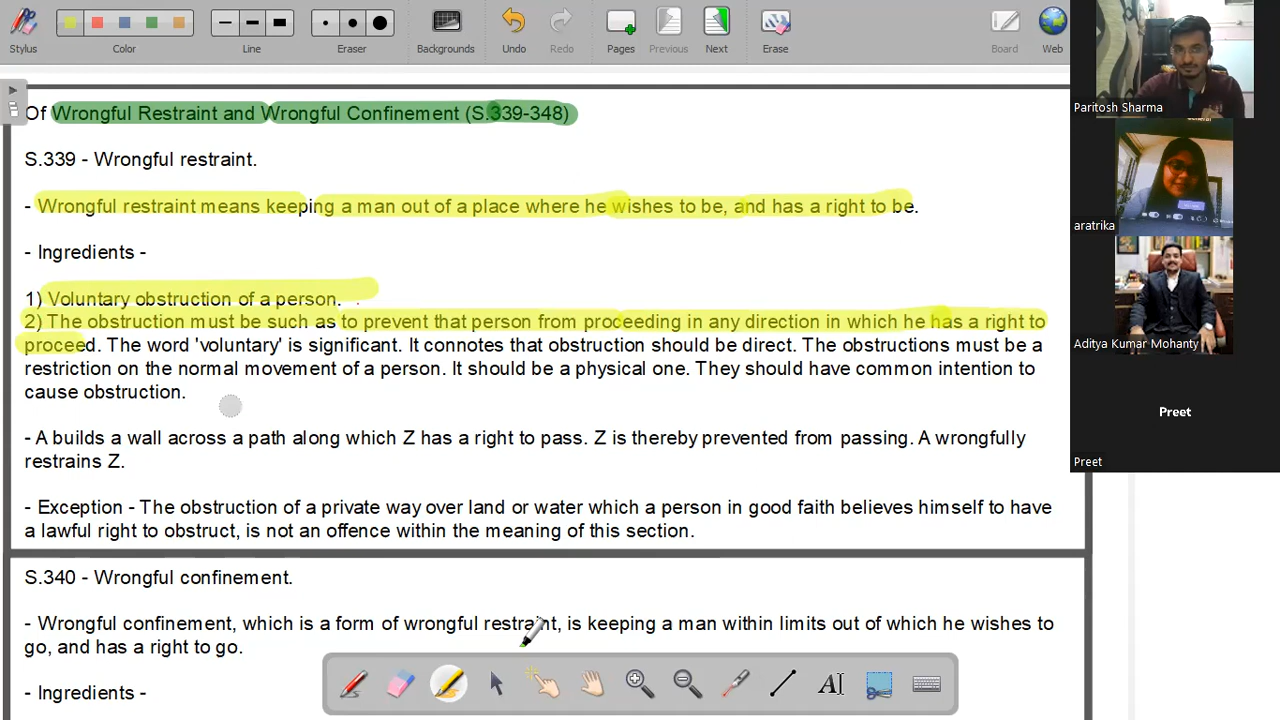 Stylus Color Line Eraser Backgrounds Undo Redo Pages Previous Next Erase Board Web
Of Wrongful Restraint and Wrongful Confinement (S.339-348)
S.339 - Wrongful restraint.
- Wrongful restraint means keeping a man out of a place where he wishes to be, and has a right to be.
- Ingredients -
1) Voluntary obstruction of a person.
2) The obstruction must be such as to prevent that person from proceeding in any direction in which he has a right to
proceed. The word 'voluntary' is significant. It connotes that obstruction should be direct. The obstructions must be a
restriction on the normal movement of a person. It should be a physical one. They should have common intention to
cause obstruction.
- A builds a wall across a path along which Z has a right to pass. Z is thereby prevented from passing. A wrongfully
restrains Z.
- Exception - The obstruction of a private way over land or water which a person in good faith believes himself to have
a lawful right to obstruct, is not an offence within the meaning of this section.
S.340 - Wrongful confinement.
- Wrongful confinement, which is a form of wrongful restraint, is keeping a man within limits out of which he wishes to
go, and has a right to go.
- Ingredients -
Paritosh Sharma
aratrika
Aditya Kumar Mohanty
Preet
Preet